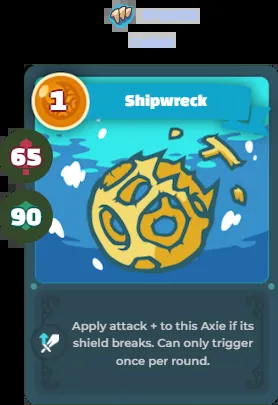 1
Shipwreck
65
90
Apply attack + to this Axie if its
shield breaks. Can only trigger
once per round.